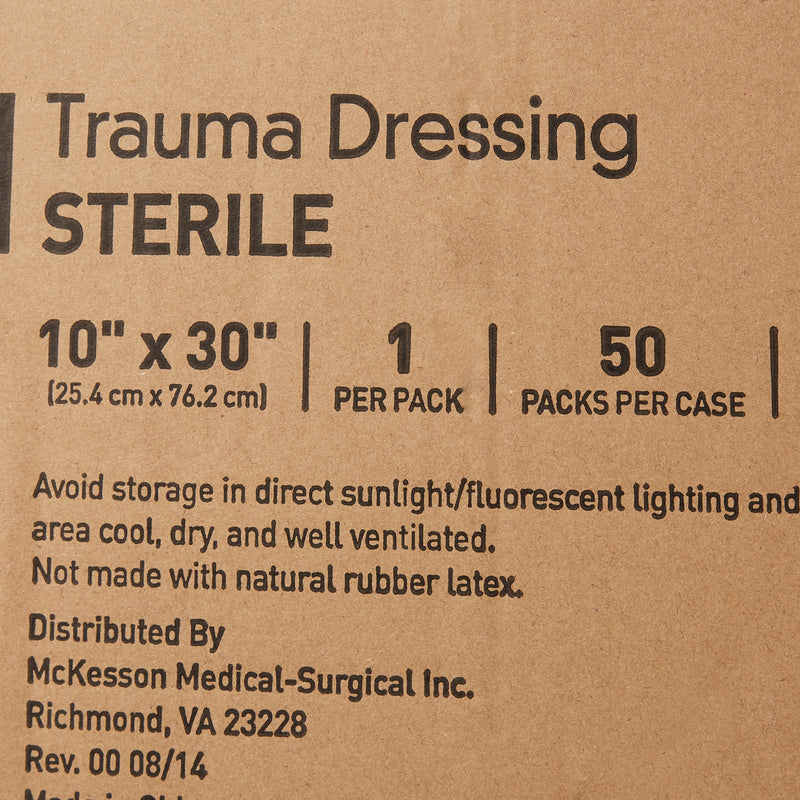 Trauma Dressing
STERILE
10" x 30" | 1 | 50 |
(25.4 cm x 76.2 cm) PER PACK PACKS PER CASE
Avoid storage in direct sunlight/fluorescent lighting and
area cool, dry, and well ventilated.
Not made with natural rubber latex.
Distributed By
McKesson Medical-Surgical Inc.
Richmond, VA 23228
Rev. 00 08/14
Made in